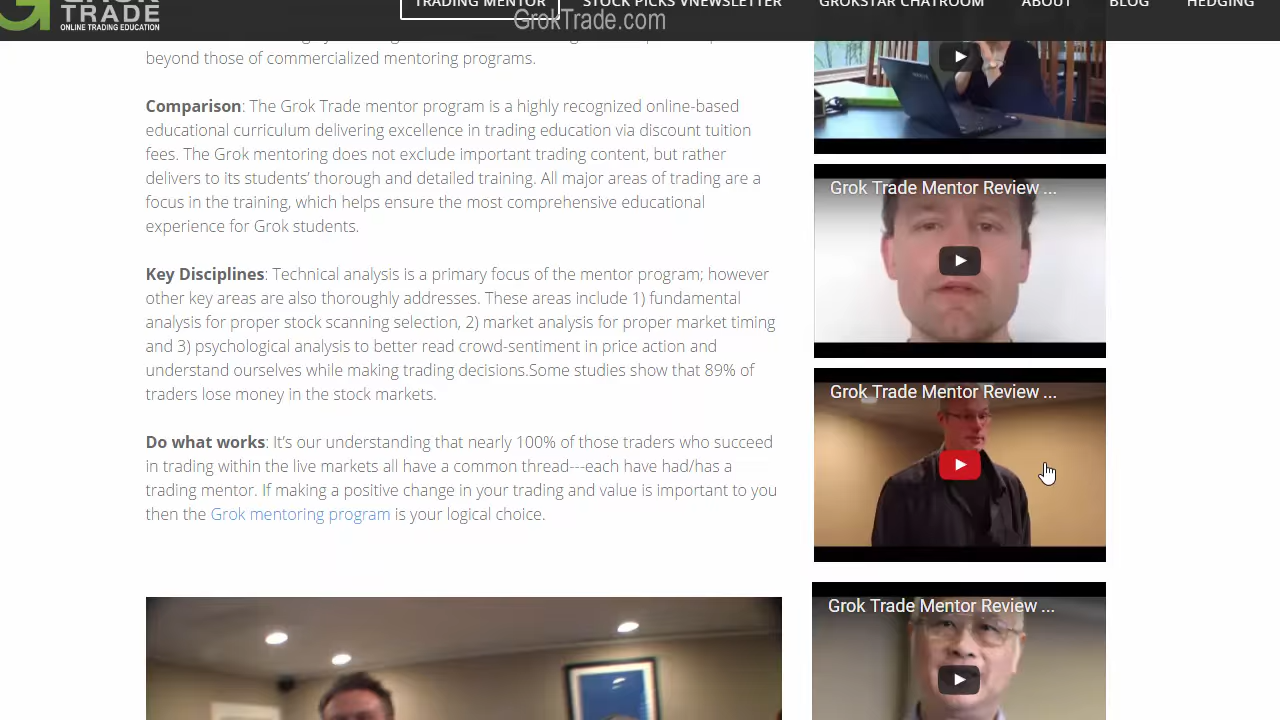 TRADE
ONLINE TRADING EDUCATION
TRADING MENTOR
STOCK PICKS VNEWSLETTER
GROKSTAR CHATROOM
ABOUT
BLOG
HEDGING
GrokTrade.com
beyond those of commercialized mentoring programs.
Comparison: The Grok Trade mentor program is a highly recognized online-based
educational curriculum delivering excellence in trading education via discount tuition
fees. The Grok mentoring does not exclude important trading content, but rather
delivers to its students’ thorough and detailed training. All major areas of trading are a
focus in the training, which helps ensure the most comprehensive educational
experience for Grok students.
Key Disciplines: Technical analysis is a primary focus of the mentor program; however
other key areas are also thoroughly addresses. These areas include 1) fundamental
analysis for proper stock scanning selection, 2) market analysis for proper market timing
and 3) psychological analysis to better read crowd-sentiment in price action and
understand ourselves while making trading decisions.Some studies show that 89% of
traders lose money in the stock markets.
Do what works: It’s our understanding that nearly 100% of those traders who succeed
in trading within the live markets all have a common thread---each have had/has a
trading mentor. If making a positive change in your trading and value is important to you
then the Grok mentoring program is your logical choice.
Grok Trade Mentor Review ...
Grok Trade Mentor Review ...
Grok Trade Mentor Review ...